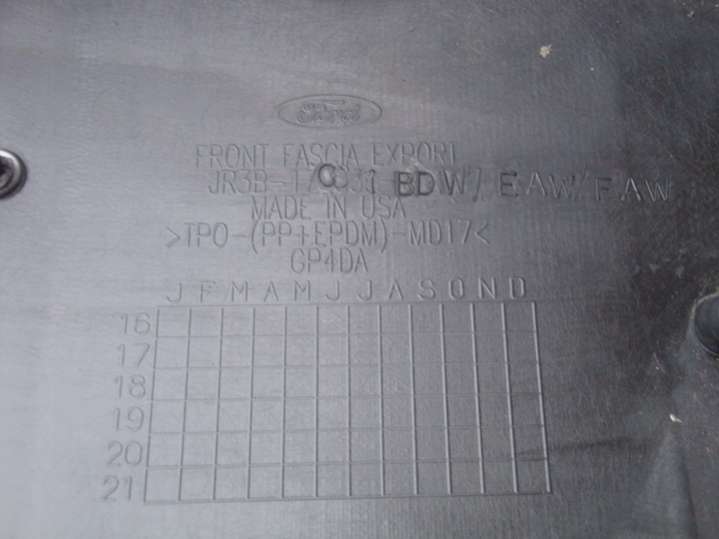 Ford
FRONT FASCIA EXPORT
BDW/EAW/FAW
MADE IN USA
>TPO-(PP+EPDM)-MD17<
GP4DA
J F M A M J J A S O N D
16
17
18
19
20
21